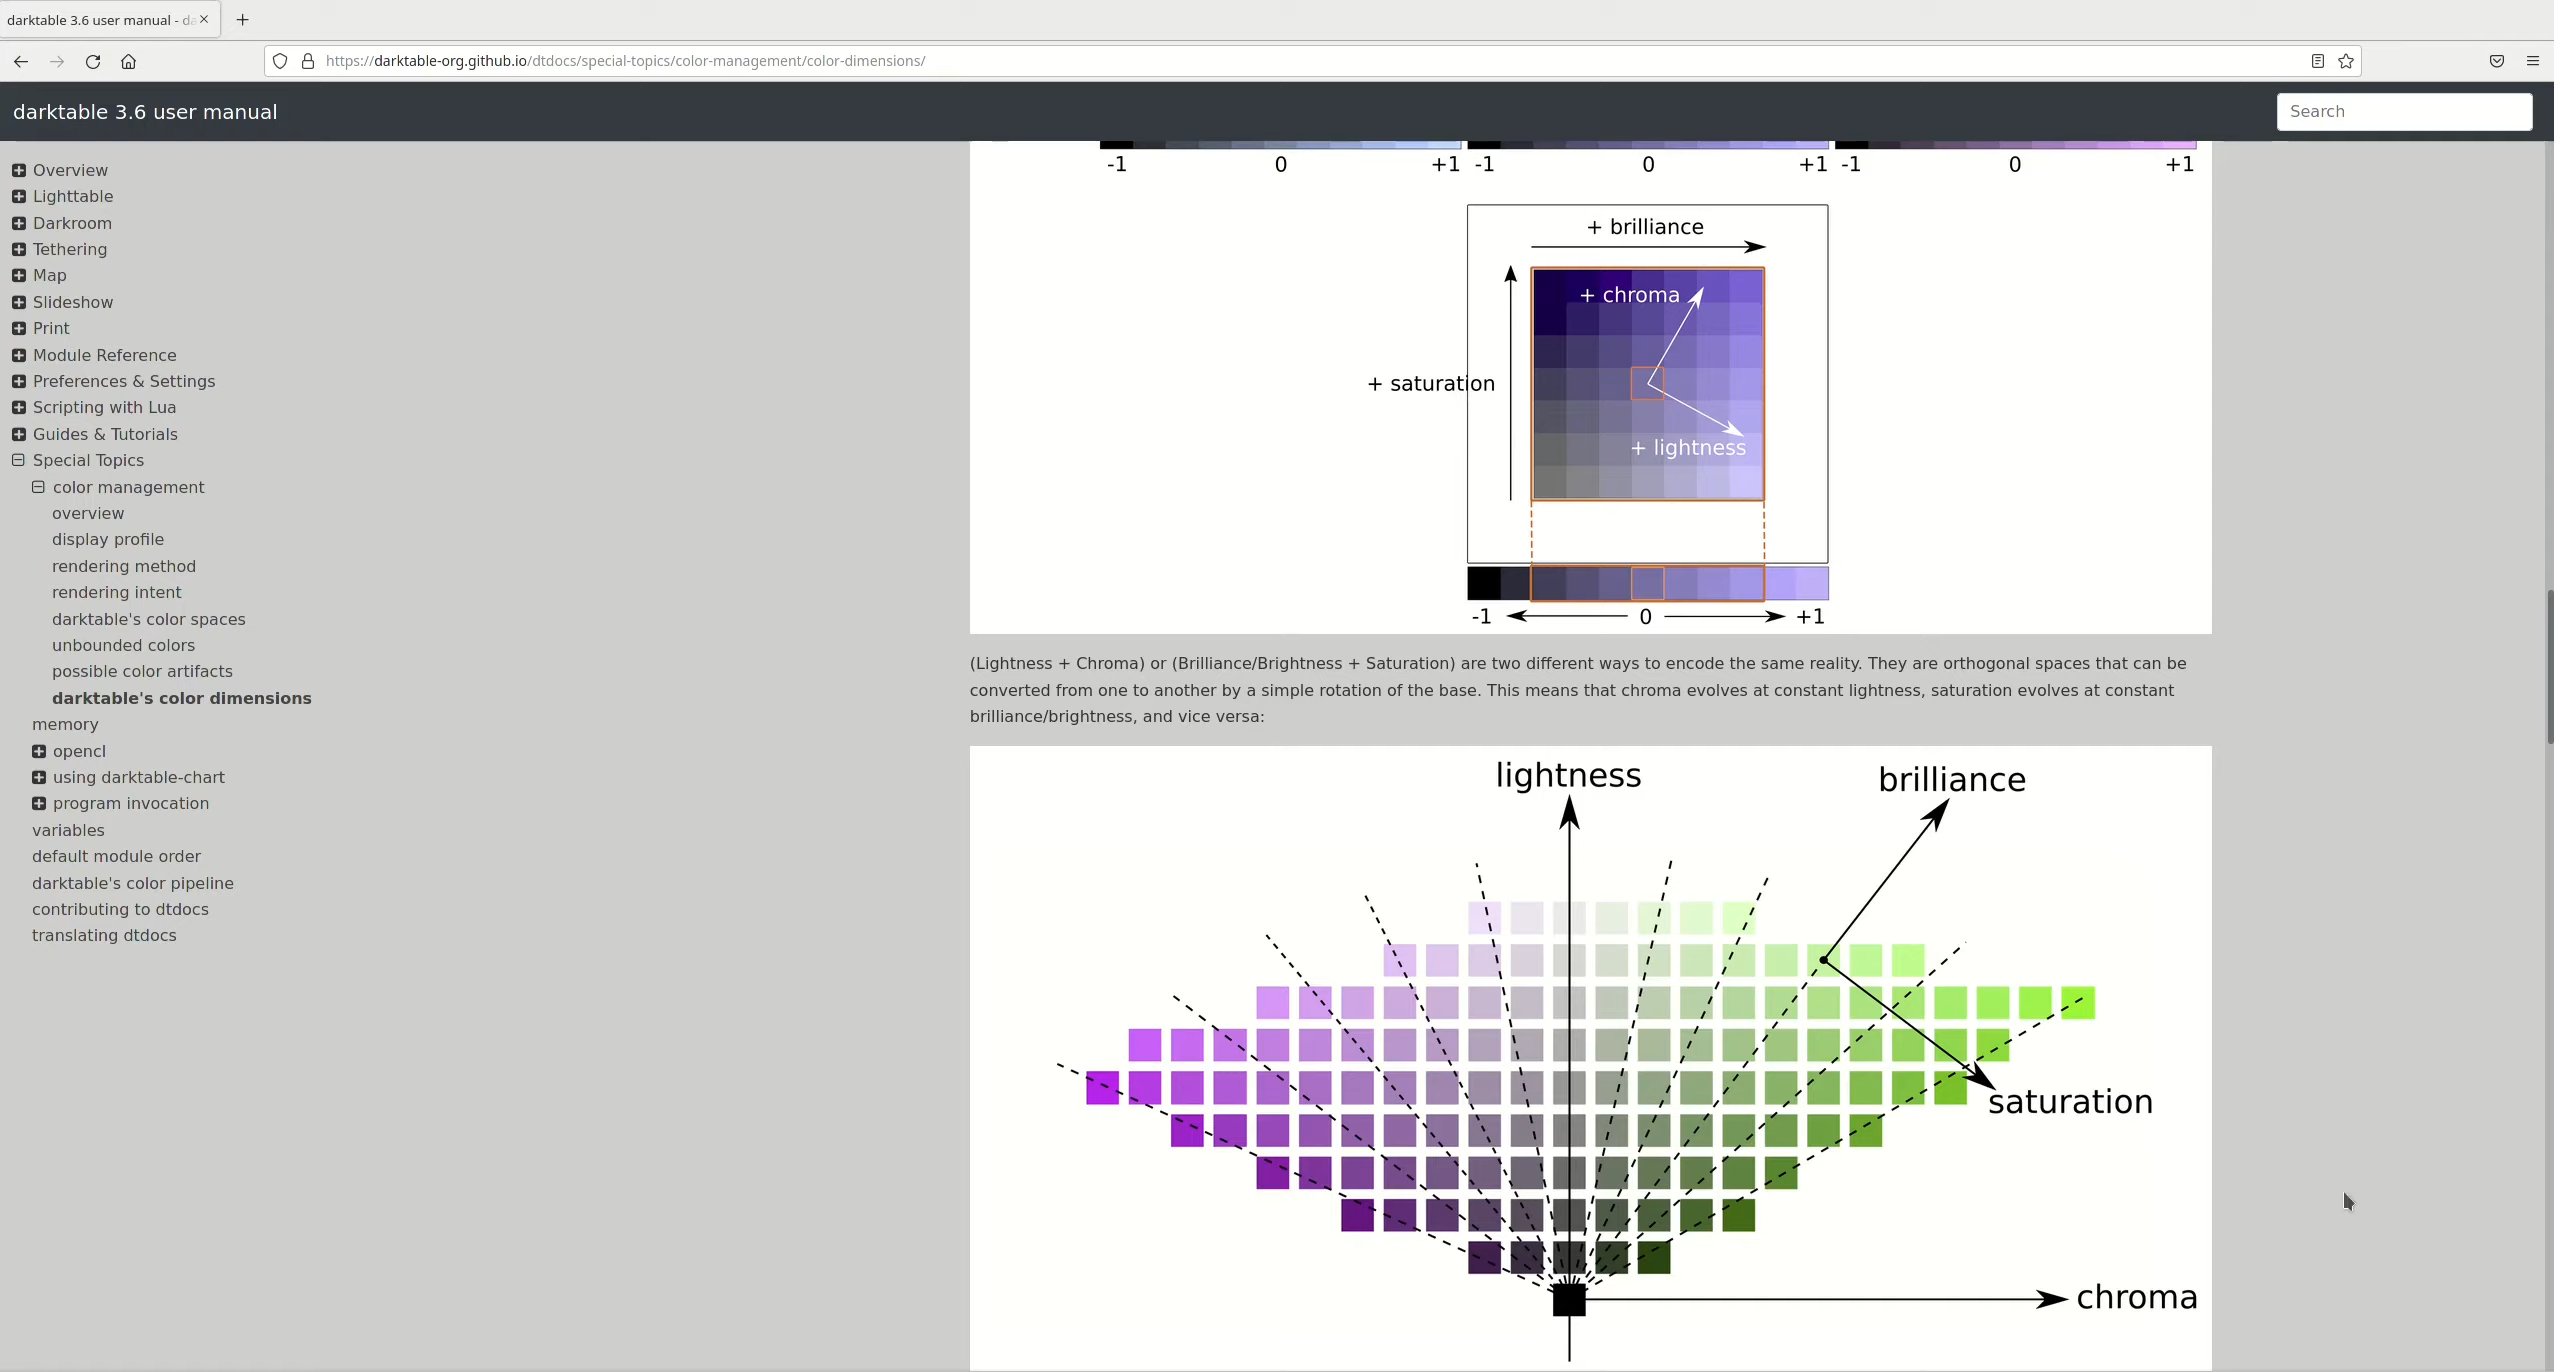 darktable 3.6 user manual - da
https://darktable-org.github.io/dtdocs/special-topics/color-management/color-dimensions/
darktable 3.6 user manual
Search
Overview
Lighttable
Darkroom
Tethering
Map
Slideshow
Print
Module Reference
Preferences & Settings
Scripting with Lua
Guides & Tutorials
Special Topics
color management
overview
display profile
rendering method
rendering intent
darktable's color spaces
unbounded colors
possible color artifacts
darktable's color dimensions
memory
opencl
using darktable-chart
program invocation
variables
default module order
darktable's color pipeline
contributing to dtdocs
translating dtdocs
-1 0 +1 -1 0 +1 -1 0 +1
+ brilliance
+ chroma
+ saturation
+ lightness
-1 0 +1
(Lightness + Chroma) or (Brilliance/Brightness + Saturation) are two different ways to encode the same reality. They are orthogonal spaces that can be
converted from one to another by a simple rotation of the base. This means that chroma evolves at constant lightness, saturation evolves at constant
brilliance/brightness, and vice versa:
lightness
brilliance
saturation
chroma